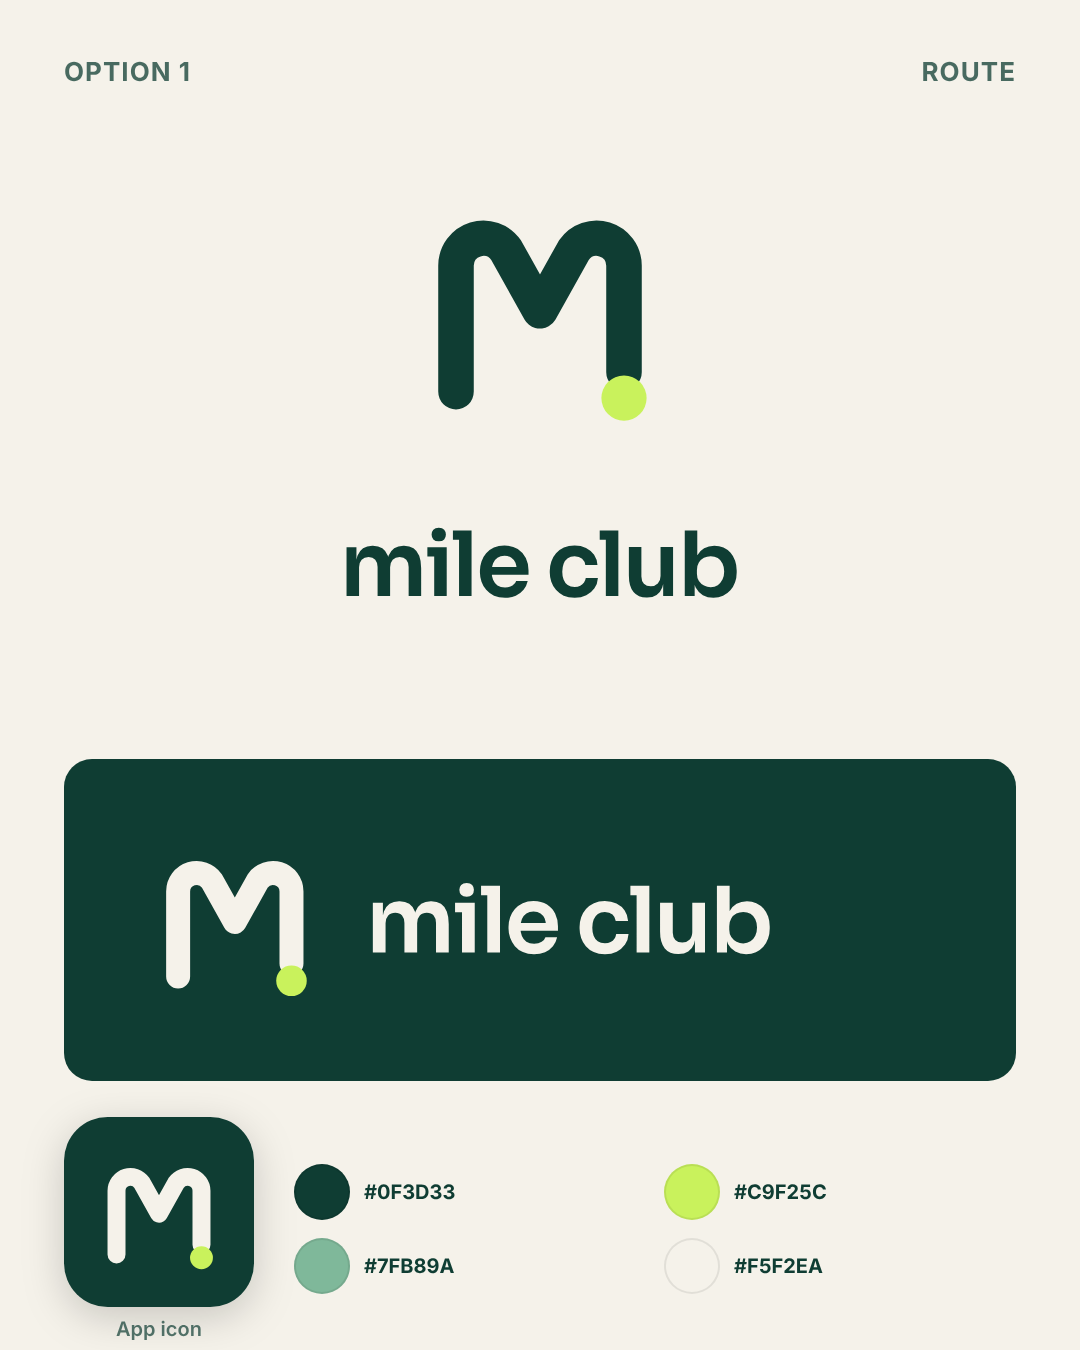 OPTION 1
ROUTE
mile club
mile club
#0F3D33
#C9F25C
#7FB89A
#F5F2EA
App icon